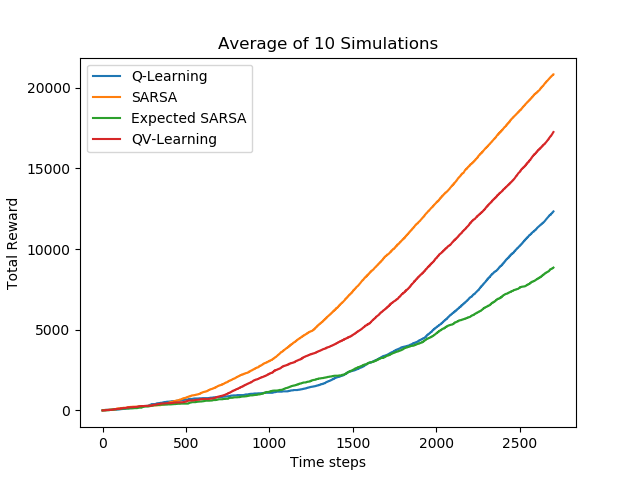 Average of 10 Simulations
Q-Learning
SARSA
Expected SARSA
QV-Learning
Total Reward
20000
15000
10000
5000
0
0 500 1000 1500 2000 2500
Time steps